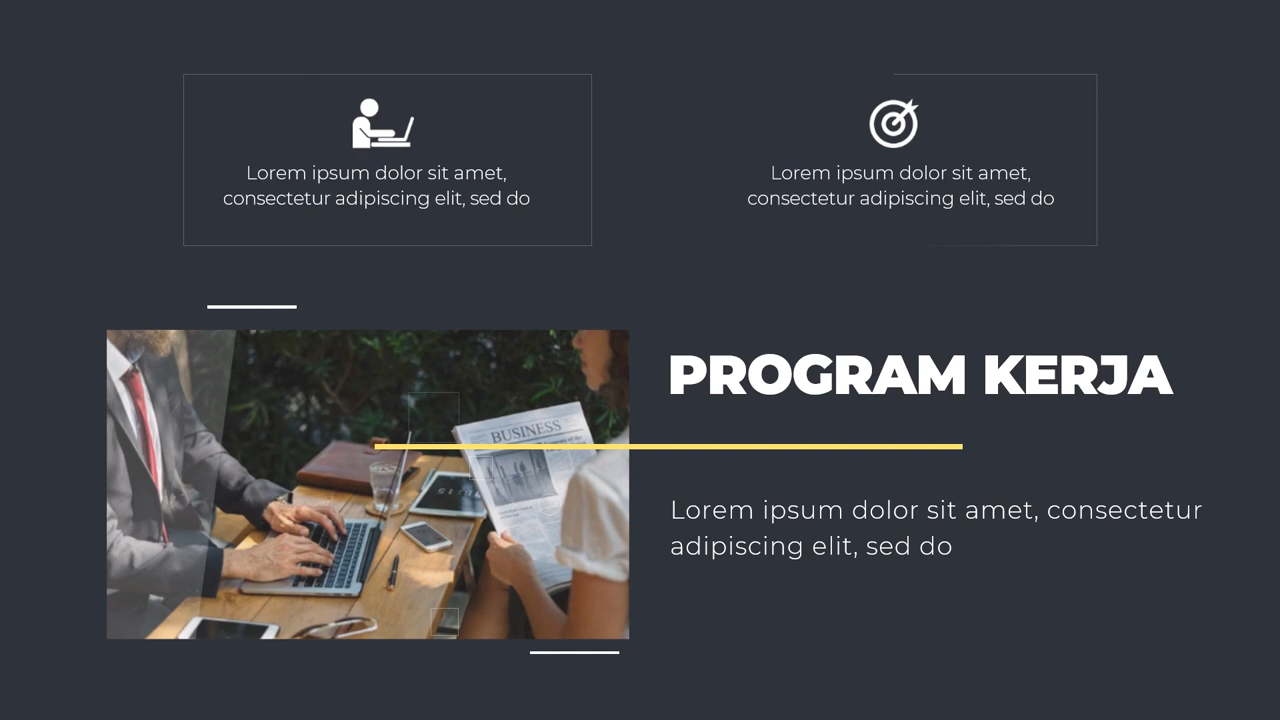 Lorem ipsum dolor sit amet,
consectetur adipiscing elit, sed do
Lorem ipsum dolor sit amet,
consectetur adipiscing elit, sed do
BUSINESS
PROGRAM KERJA
Lorem ipsum dolor sit amet, consectetur
adipiscing elit, sed do